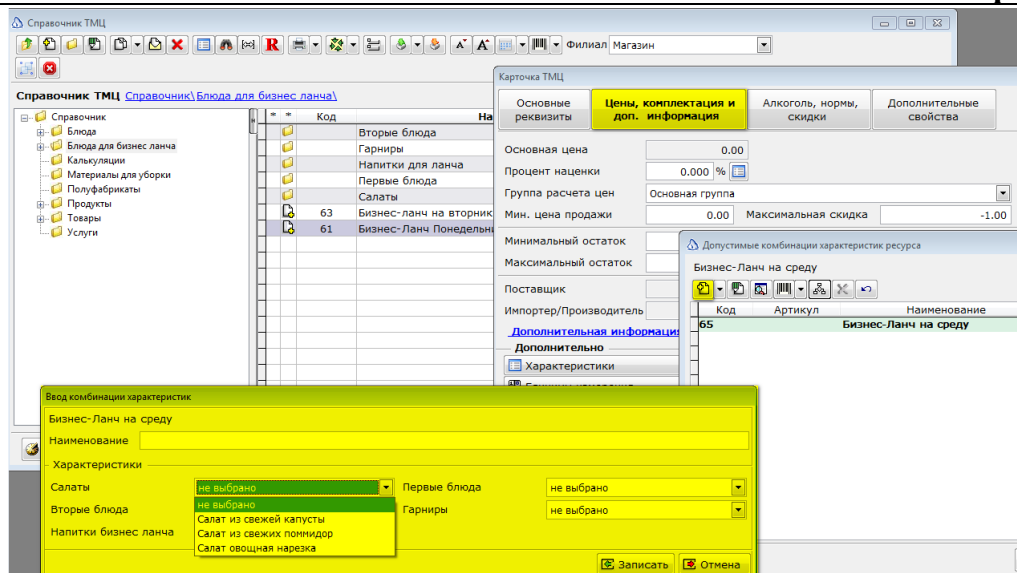 Справочник ТМЦ
Филиал Магазин
Справочник ТМЦ Справочник\Блюда для бизнес ланча\
Справочник
Блюда
Блюда для бизнес ланча
Калькуляции
Материалы для уборки
Полуфабрикаты
Продукты
Товары
Услуги
* * Код На
Вторые блюда
Гарниры
Напитки для ланча
Первые блюда
Салаты
63 Бизнес-ланч на вторник
61 Бизнес-Ланч Понедельн
Карточка ТМЦ
Основные реквизиты
Цены, комплектация и доп. информация
Алкоголь, нормы, скидки
Дополнительные свойства
Основная цена 0.00
Процент наценки 0.000 %
Группа расчета цен Основная группа
Мин. цена продажи 0.00 Максимальная скидка -1.00
Минимальный остаток
Максимальный остаток
Поставщик
Импортер/Производитель
Дополнительная информация
Дополнительно
Характеристики
Допустимые комбинации характеристик ресурса
Бизнес-Ланч на среду
Код Артикул Наименование
65 Бизнес-Ланч на среду
Ввод комбинации характеристик
Бизнес-Ланч на среду
Наименование
Характеристики
Салаты не выбрано Первые блюда не выбрано
Вторые блюда не выбрано Гарниры не выбрано
Салат из свежей капусты
Напитки бизнес ланча Салат из свежих поммидор
Салат овощная нарезка
Записать Отмена